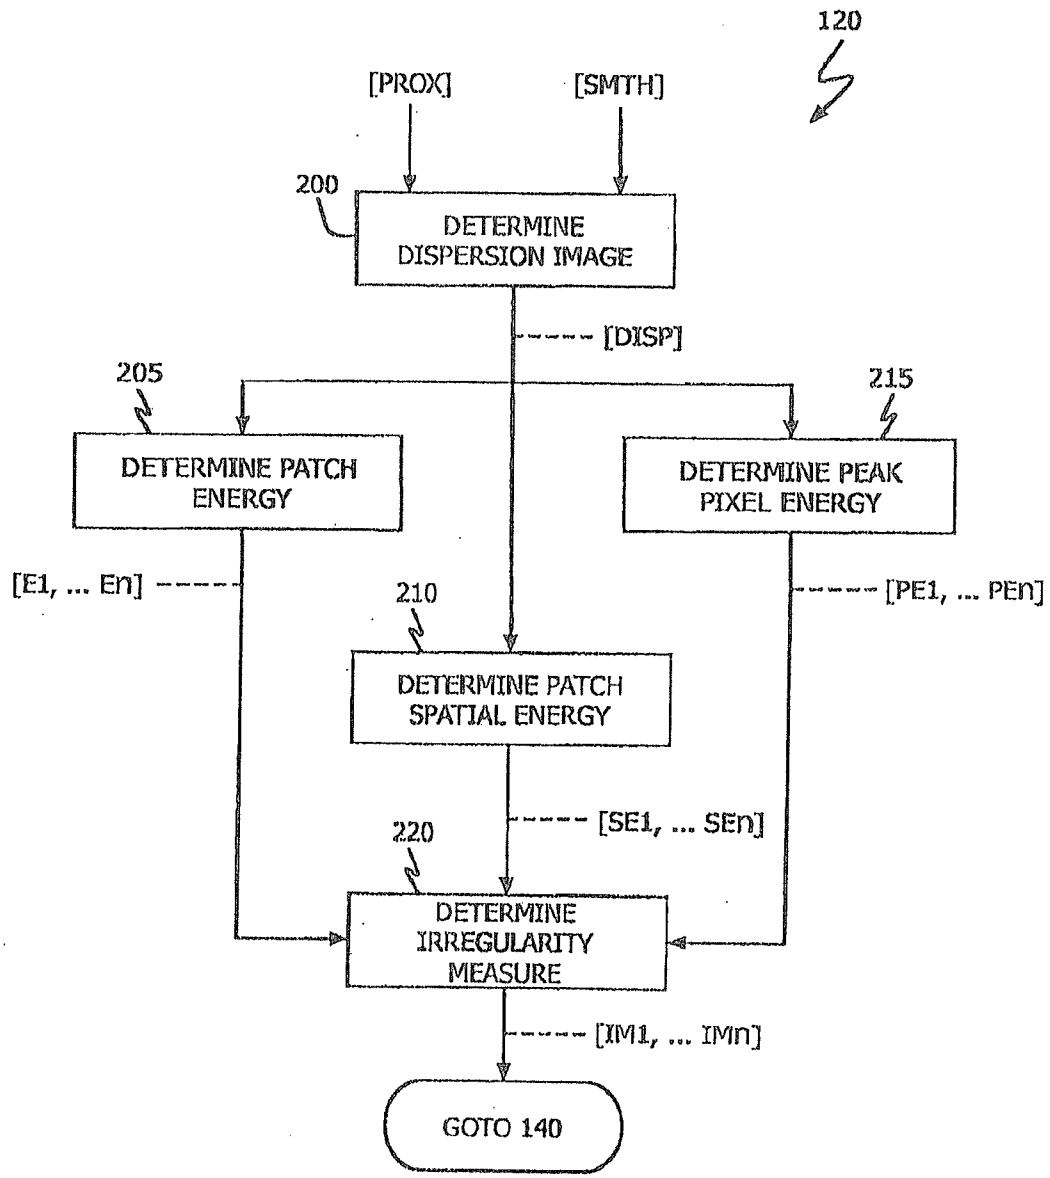 120
[PROX]
[SMTH]
200
DETERMINE
DISPERSION IMAGE
[DISP]
205
215
DETERMINE PATCH
ENERGY
DETERMINE PEAK
PIXEL ENERGY
[E1, ... En]
[PE1, ... PEn]
210
DETERMINE PATCH
SPATIAL ENERGY
[SE1, ... SEn]
220
DETERMINE
IRREGULARITY
MEASURE
[IM1, ... IMn]
GOTO 140